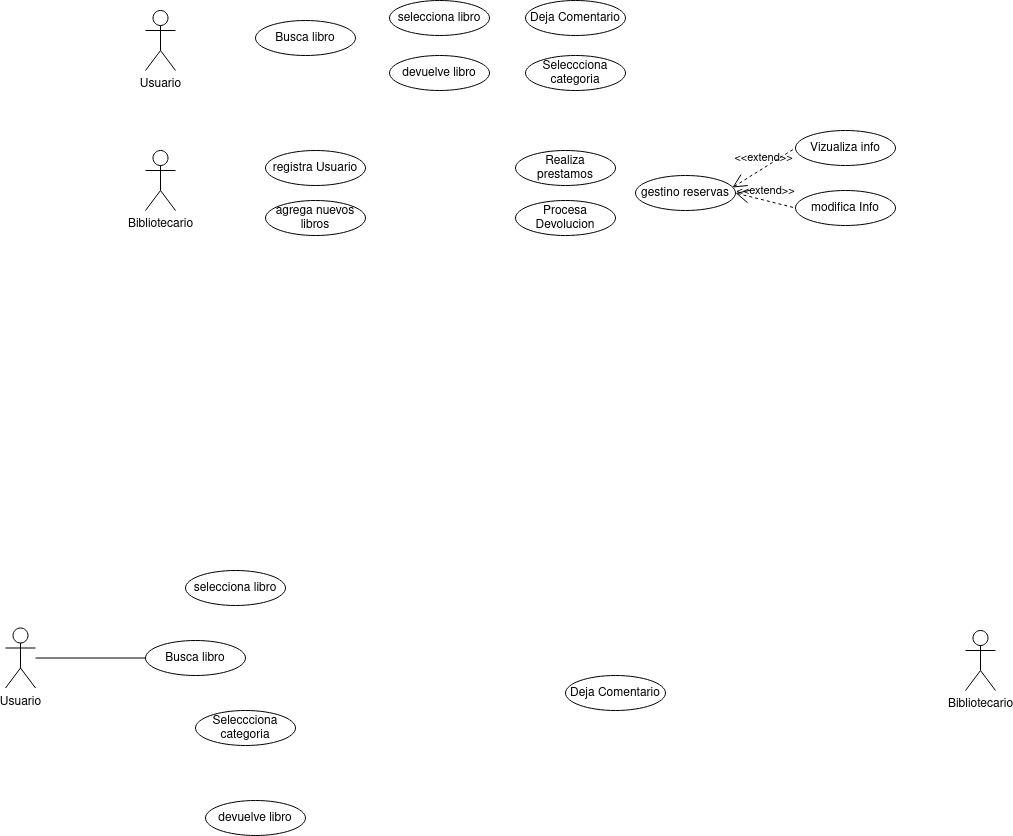 selecciona libro
Deja Comentario
Busca libro
devuelve libro
Seleccciona
categoria
Usuario
registra Usuario
Realiza
prestamos
Vizualiza info
<<extend>>
gestino reservas
<<extend>>
modifica Info
agrega nuevos
libros
Procesa
Devolucion
Bibliotecario
selecciona libro
Busca libro
Usuario
Deja Comentario
Bibliotecario
Seleccciona
categoria
devuelve libro